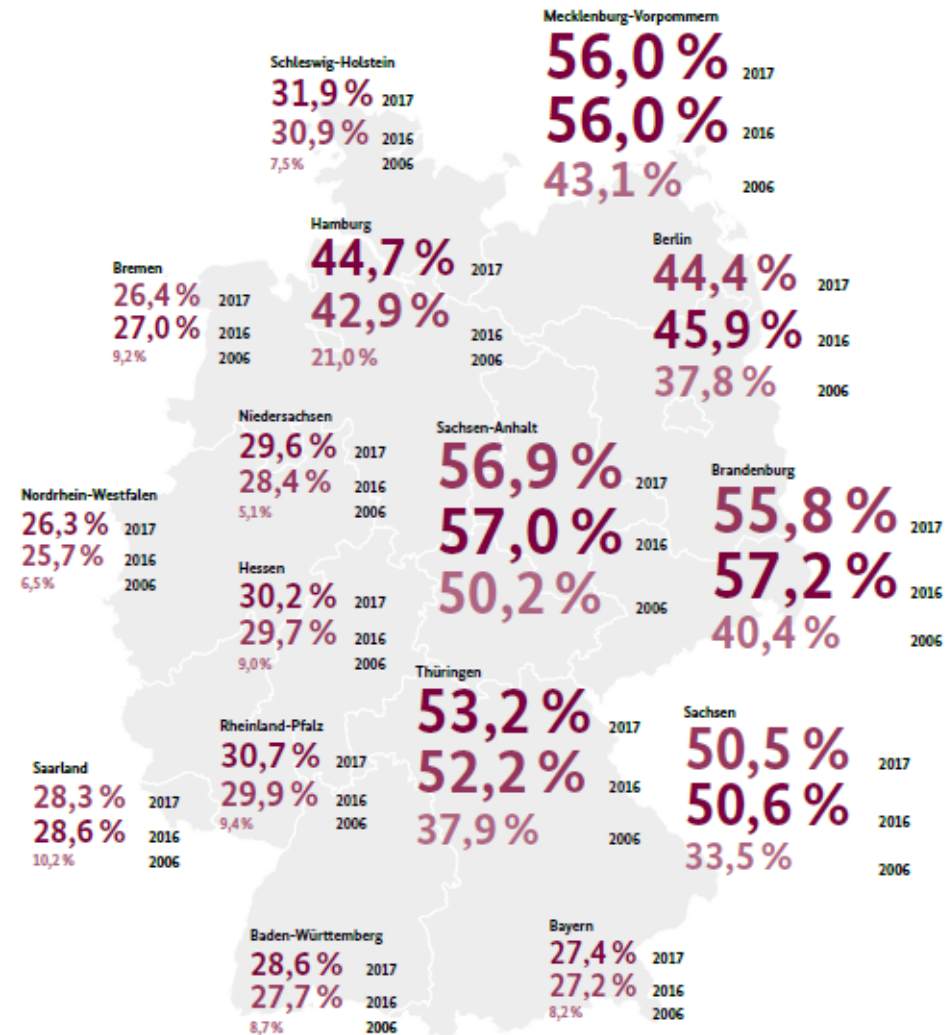 Mecklenburg-Vorpommern
56,0 % 2017
56,0 % 2016
43,1 % 2006
Schleswig-Holstein
31,9 % 2017
30,9 % 2016
7,5 % 2006
Hamburg
44,7 % 2017
42,9 % 2016
21,0 % 2006
Berlin
44,4 % 2017
45,9 % 2016
37,8 % 2006
Bremen
26,4 % 2017
27,0 % 2016
9,2 % 2006
Niedersachsen
29,6 % 2017
28,4 % 2016
5,1 % 2006
Sachsen-Anhalt
56,9 % 2017
57,0 % 2016
50,2 % 2006
Brandenburg
55,8 % 2017
57,2 % 2016
40,4 % 2006
Nordrhein-Westfalen
26,3 % 2017
25,7 % 2016
6,5 % 2006
Hessen
30,2 % 2017
29,7 % 2016
9,0 % 2006
Thüringen
53,2 % 2017
52,2 % 2016
37,9 % 2006
Sachsen
50,5 % 2017
50,6 % 2016
33,5 % 2006
Rheinland-Pfalz
30,7 % 2017
29,9 % 2016
9,4 % 2006
Saarland
28,3 % 2017
28,6 % 2016
10,2 % 2006
Baden-Württemberg
28,6 % 2017
27,7 % 2016
8,7 % 2006
Bayern
27,4 % 2017
27,2 % 2016
8,2 % 2006